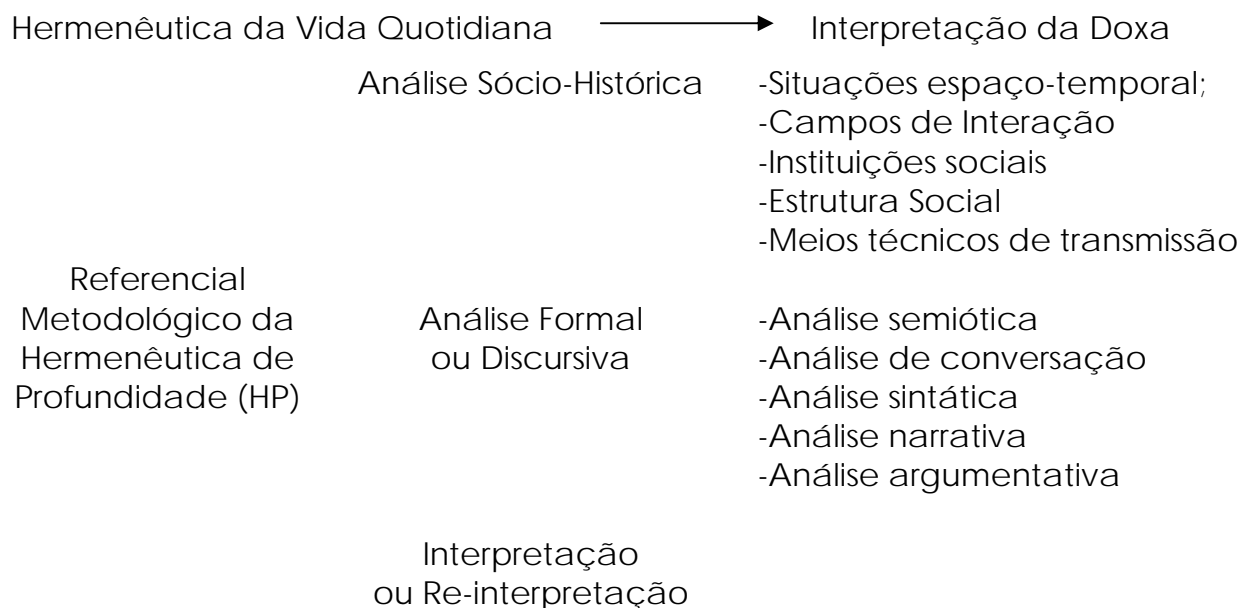 Hermenêutica da Vida Quotidiana Interpretação da Doxa
Análise Sócio-Histórica -Situações espaço-temporal;
-Campos de Interação
-Instituições sociais
-Estrutura Social
-Meios técnicos de transmissão
Referencial
Metodológico da
Hermenêutica de
Profundidade (HP)
Análise Formal
ou Discursiva
-Análise semiótica
-Análise de conversação
-Análise sintática
-Análise narrativa
-Análise argumentativa
Interpretação
ou Re-interpretação